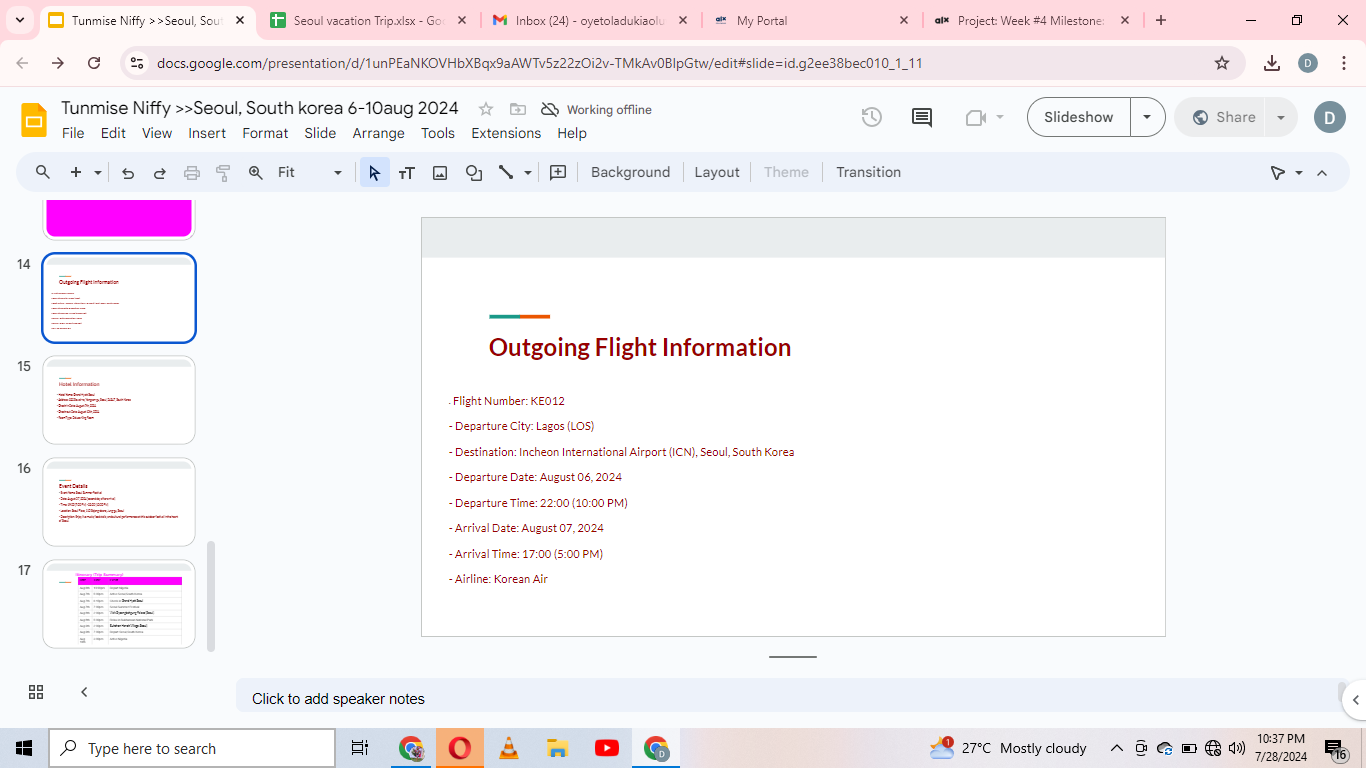 Tunmise Niffy >>Seoul, Sou
Seoul vacation Trip.xlsx - Goo
Inbox (24) - oyetoladukiaolu
My Portal
Project: Week #4 Milestone:
docs.google.com/presentation/d/1unPEaNKOVHbXBqx9aAWTv5z22zOi2v-TMkAv0BlpGtw/edit#slide=id.g2ee38bec010_1_11
D
Tunmise Niffy >>Seoul, South korea 6-10aug 2024
Working offline
File Edit View Insert Format Slide Arrange Tools Extensions Help
Slideshow
Share
D
Fit
Background
Layout
Theme
Transition
14
Outgoing Flight Information
15
Hotel Information
16
Event Details
17
Itinerary (Trip Summary)
Outgoing Flight Information
. Flight Number: KE012
- Departure City: Lagos (LOS)
- Destination: Incheon International Airport (ICN), Seoul, South Korea
- Departure Date: August 06, 2024
- Departure Time: 22:00 (10:00 PM)
- Arrival Date: August 07, 2024
- Arrival Time: 17:00 (5:00 PM)
- Airline: Korean Air
Click to add speaker notes
Type here to search
27°C Mostly cloudy
10:37 PM
7/28/2024
16